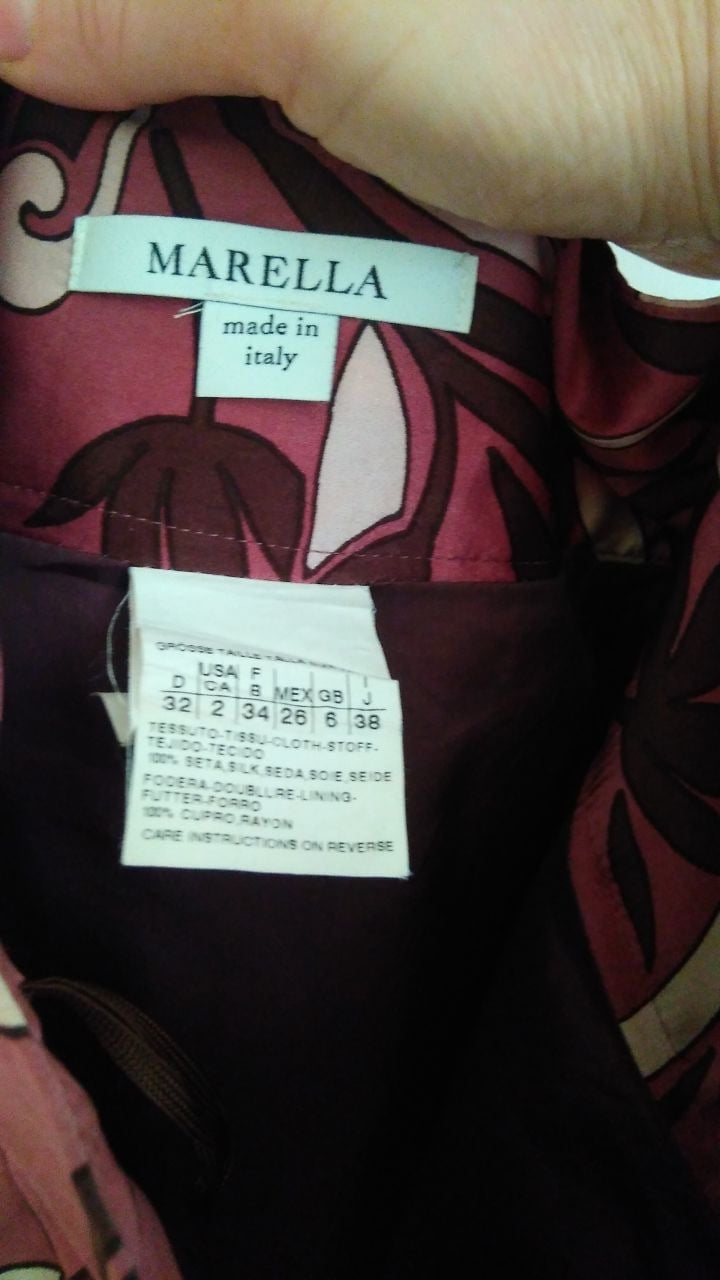 MARELLA
made in
italy
GROSSE TAILLE
USA F I
D CA B MEX GB J
32 2 34 26 6 38
TESSUTO-TISSU-CLOTH-STOFF-
TEJIDO-TECIDO
100% SETA,SILK,SEDA,SOIE,SEIDE
FODERA-DOUBLURE-LINING-
FUTTER-FORRO
100% CUPRO,RAYON
CARE INSTRUCTIONS ON REVERSE